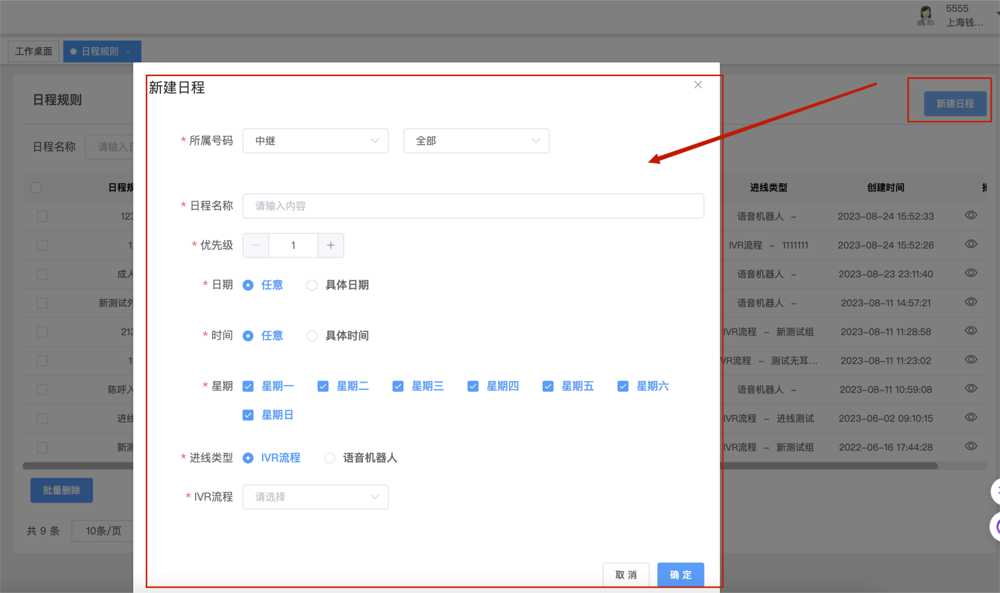 5555
上海钱...
工作桌面
日程规则 ×
日程规则
新建日程
日程名称
请输入
日程规
进线类型
创建时间
123
语音机器人 –
2023-08-24 15:52:33
IVR流程 – 1111111
2023-08-24 15:52:26
成人
语音机器人 –
2023-08-23 23:11:40
新测试外
语音机器人 –
2023-08-11 14:57:21
213
IVR流程 – 新测试组
2023-08-11 11:28:58
VR流程 – 测试无耳...
2023-08-11 11:23:02
陈呼入
语音机器人 –
2023-08-11 10:59:08
进线
IVR流程 – 进线测试
2023-06-02 09:10:15
新测
IVR流程 – 新测试组
2022-06-16 17:44:28
批量删除
共 9 条
10条/页
新建日程
* 所属号码
中继
全部
* 日程名称
请输入内容
* 优先级
− 1 +
* 日期
任意
具体日期
* 时间
任意
具体时间
* 星期
星期一
星期二
星期三
星期四
星期五
星期六
星期日
* 进线类型
IVR流程
语音机器人
* IVR流程
请选择
取 消
确 定